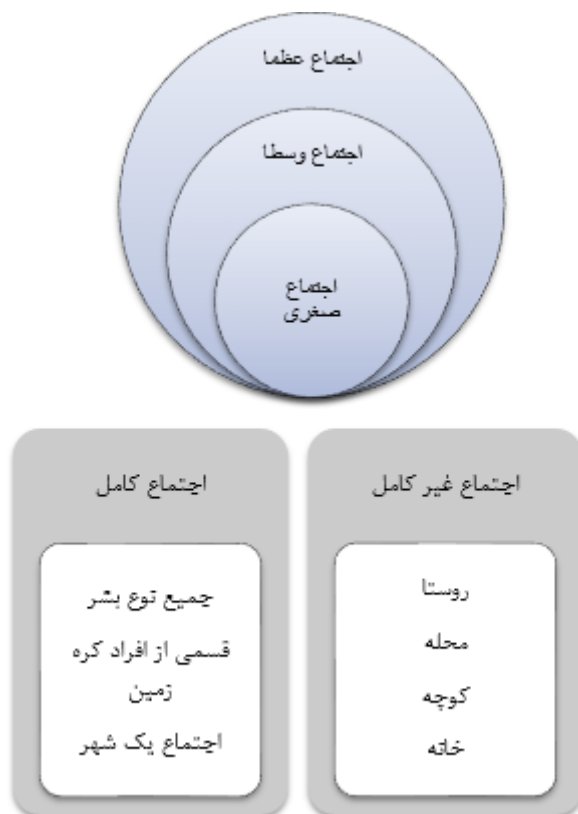 اجتماع عظما
اجتماع وسطا
اجتماع
صغری
اجتماع غیر کامل
روستا
محله
کوچه
خانه
اجتماع کامل
جمیع نوع بشر
قسمی از افراد کره
زمین
اجتماع یک شهر